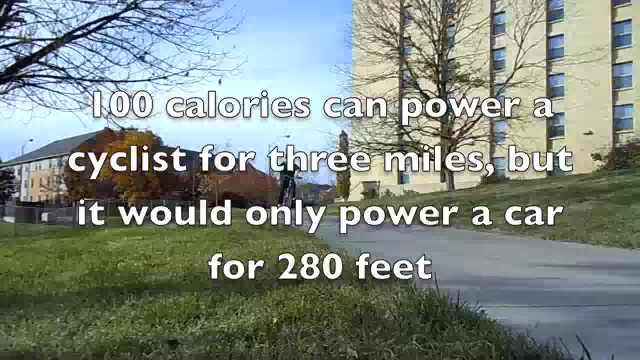 100 calories can power a
cyclist for three miles, but
it would only power a car
for 280 feet